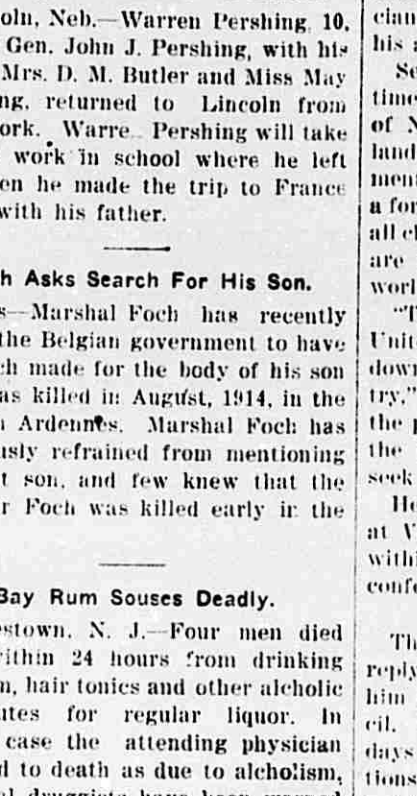 oln, Neb.—Warren Pershing, 10,
Gen. John J. Pershing, with his
Mrs. D. M. Butler and Miss May
ng, returned to Lincoln from
ork. Warre Pershing will take
work in school where he left
en he made the trip to France
with his father.
h Asks Search For His Son.
s—Marshal Foch has recently
the Belgian government to have
ch made for the body of his son
as killed in August, 1914, in the
n Ardennes. Marshal Foch has
usly refrained from mentioning
t son, and few knew that the
r Foch was killed early in the
Bay Rum Souses Deadly.
estown, N. J.—Four men died
within 24 hours from drinking
m, hair tonics and other alcholic
utes for regular liquor. In
case the attending physician
d to death as due to alcholism,
cian
his
Se
time
of N
land
men
a for
all cl
are
worl
"T
Unit
down
try,"
the p
the
seek
He
at V
with
confe
Th
reply
him
cil.
days
tions